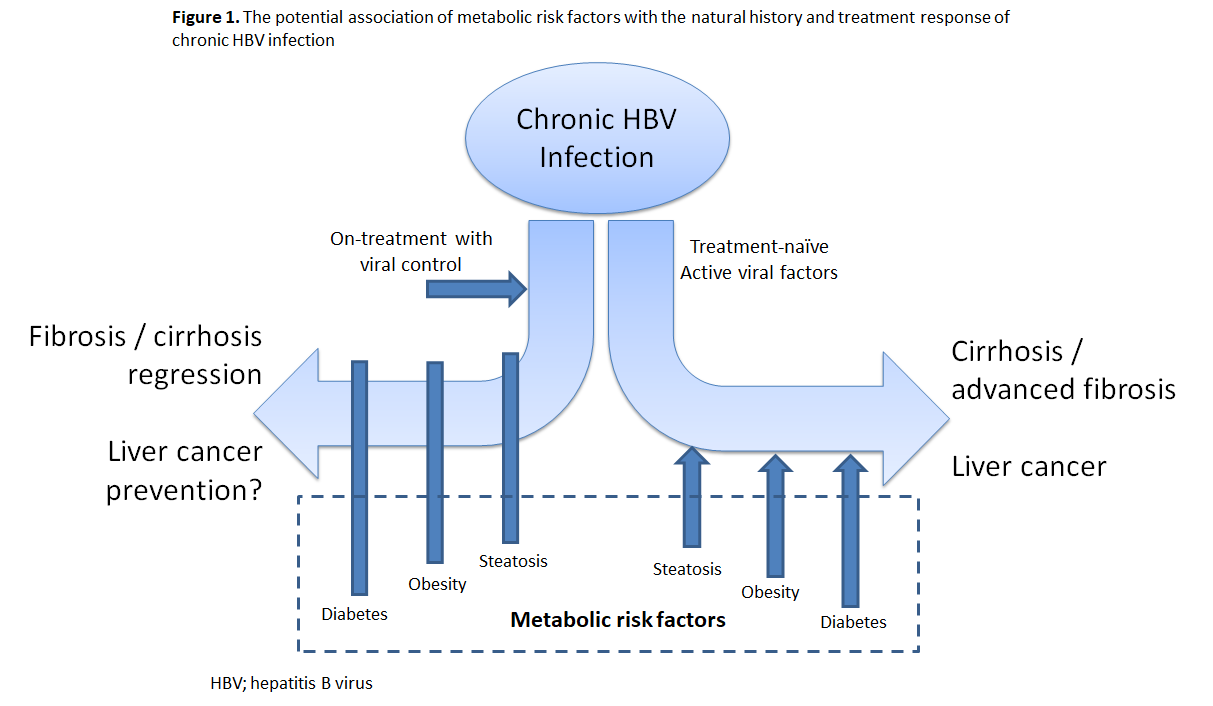 Figure 1. The potential association of metabolic risk factors with the natural history and treatment response of
chronic HBV infection
Chronic HBV
Infection
On-treatment with
viral control
Treatment-naïve
Active viral factors
Fibrosis / cirrhosis
regression
Liver cancer
prevention?
Cirrhosis /
advanced fibrosis
Liver cancer
Steatosis
Obesity
Diabetes
Steatosis
Obesity
Diabetes
Metabolic risk factors
HBV; hepatitis B virus